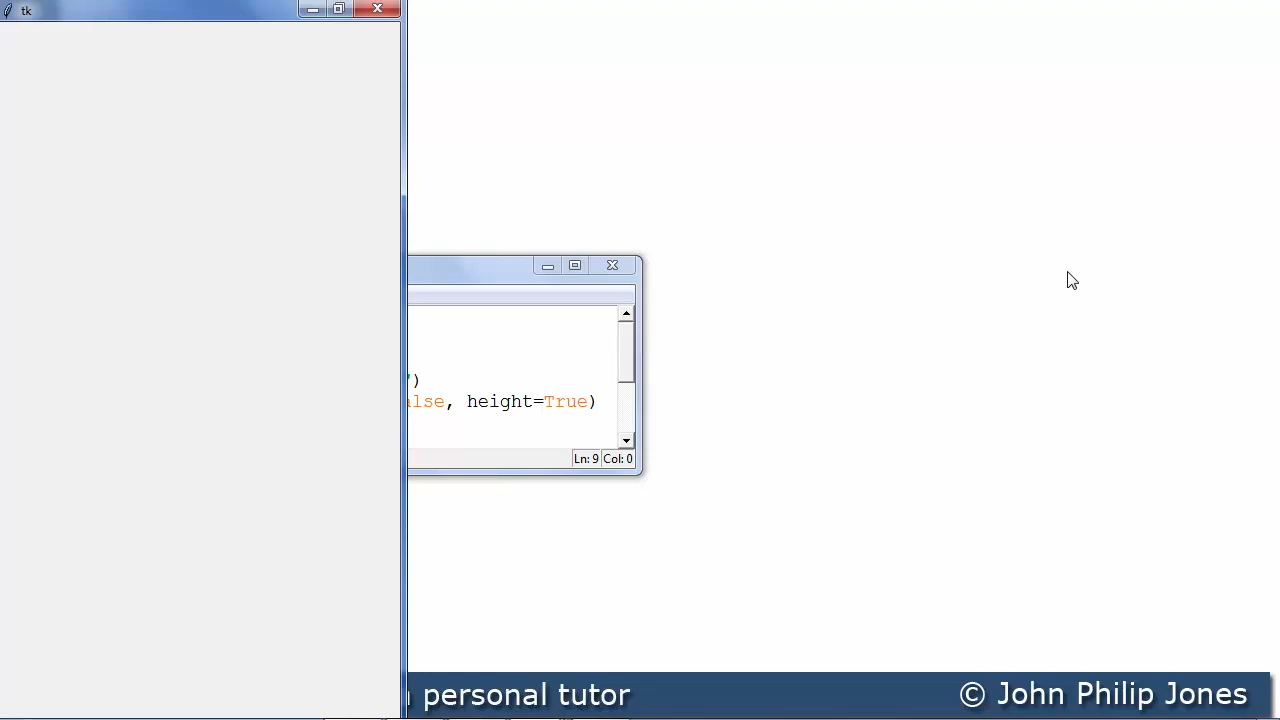 tk
')
alse, height=True)
Ln: 9 Col: 0
personal tutor
© John Philip Jones